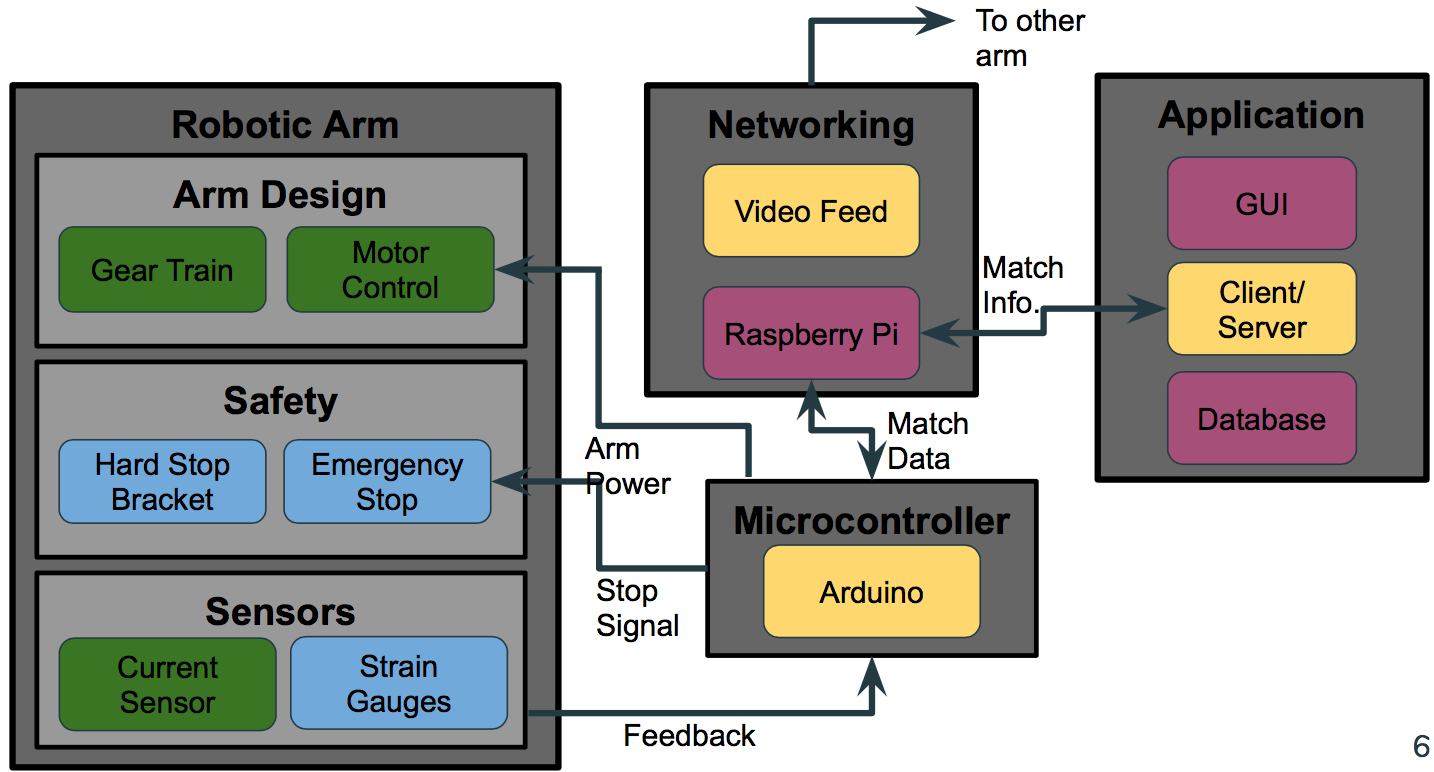 To other
arm
Robotic Arm
Arm Design
Gear Train
Motor
Control
Safety
Hard Stop
Bracket
Emergency
Stop
Sensors
Current
Sensor
Strain
Gauges
Arm
Power
Stop
Signal
Feedback
Networking
Video Feed
Raspberry Pi
Match
Info.
Match
Data
Microcontroller
Arduino
Application
GUI
Client/
Server
Database
6